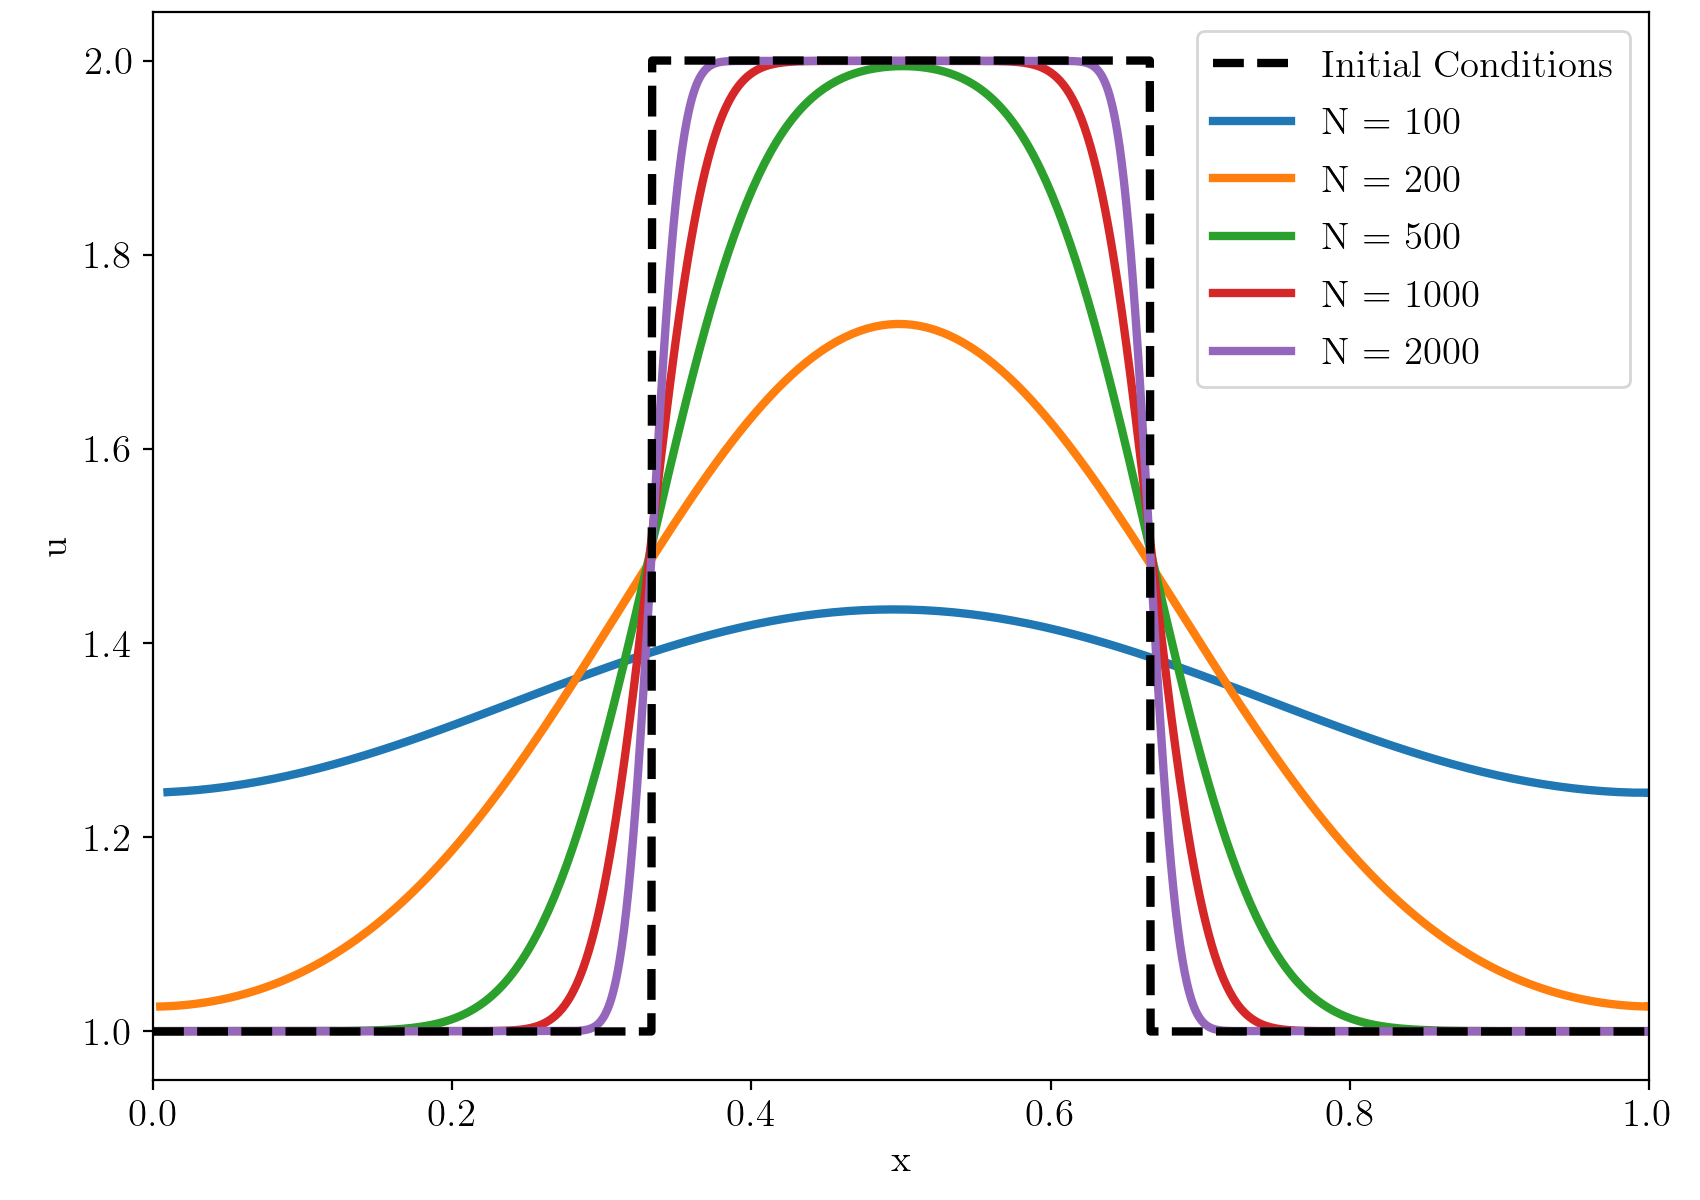 2.0
1.8
1.6
1.4
1.2
1.0
u
0.0 0.2 0.4 0.6 0.8 1.0
x
Initial Conditions
N = 100
N = 200
N = 500
N = 1000
N = 2000